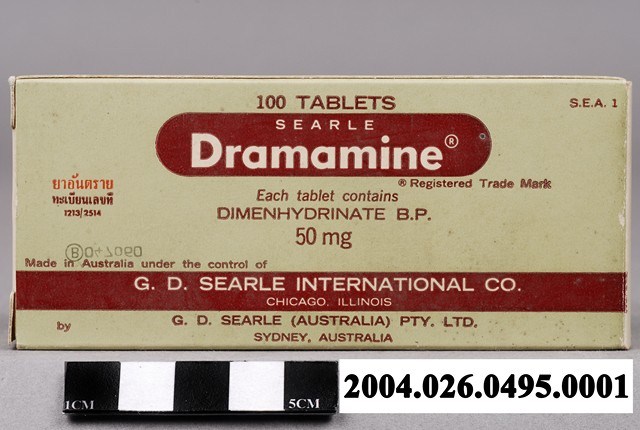 100 TABLETS
S.E.A. 1
SEARLE
Dramamine®
® Registered Trade Mark
ยาอันตราย
ทะเบียนเลขที่
1213/2514
Each tablet contains
DIMENHYDRINATE B.P.
50 mg
B 047090
Made in Australia under the control of
G. D. SEARLE INTERNATIONAL CO.
CHICAGO, ILLINOIS
by G. D. SEARLE (AUSTRALIA) PTY. LTD.
SYDNEY, AUSTRALIA
1CM 5CM
2004.026.0495.0001